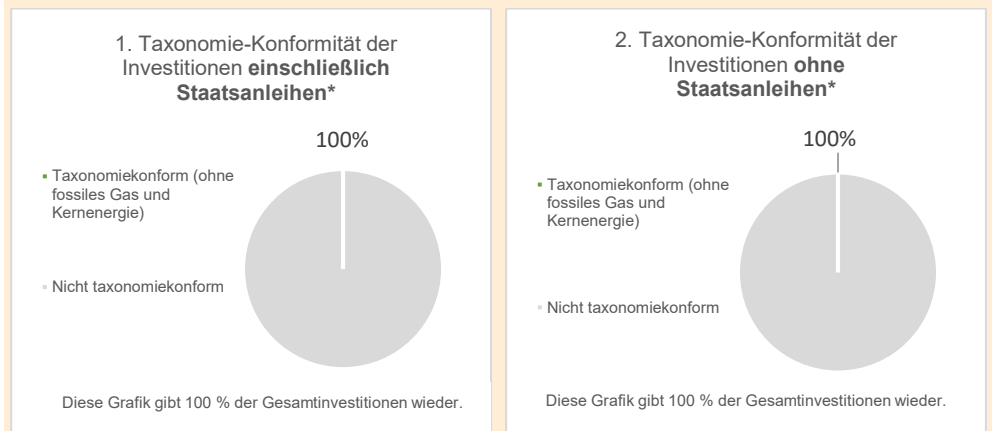 1. Taxonomie-Konformität der
Investitionen einschließlich
Staatsanleihen*
100%
Taxonomiekonform (ohne
fossiles Gas und
Kernenergie)
Nicht taxonomiekonform
Diese Grafik gibt 100 % der Gesamtinvestitionen wieder.
2. Taxonomie-Konformität der
Investitionen ohne
Staatsanleihen*
100%
Taxonomiekonform (ohne
fossiles Gas und
Kernenergie)
Nicht taxonomiekonform
Diese Grafik gibt 100 % der Gesamtinvestitionen wieder.